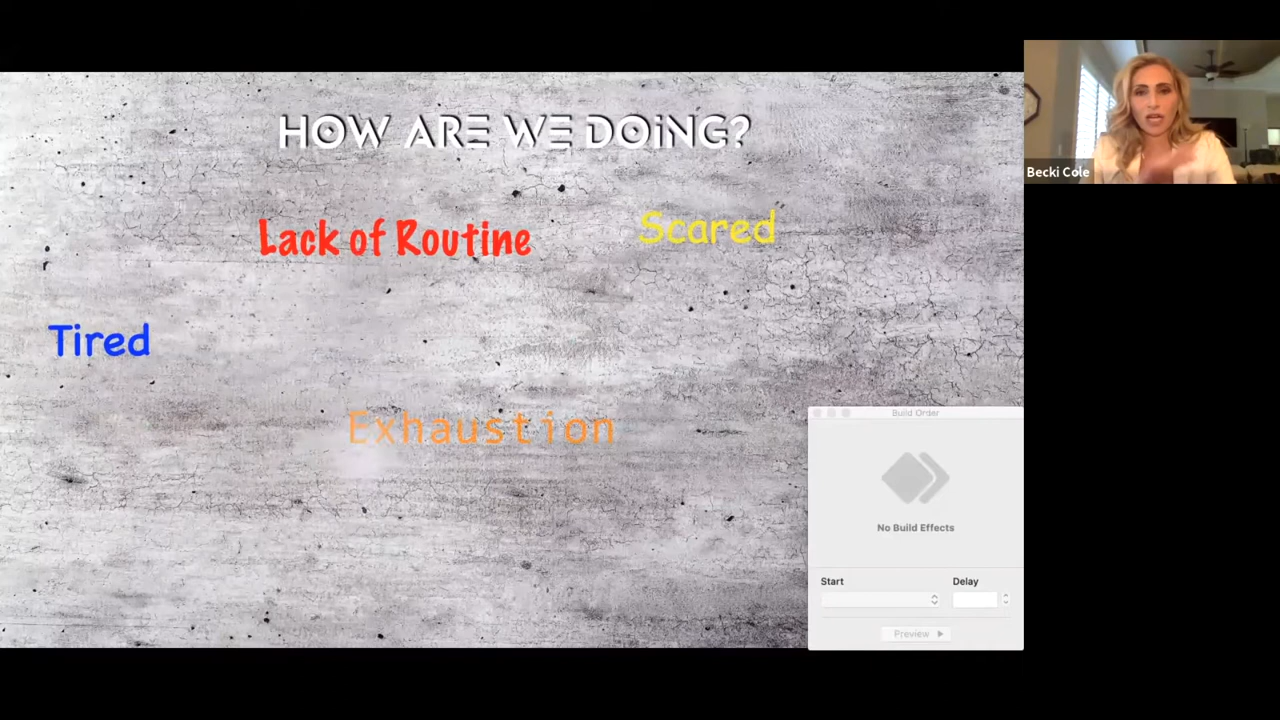 HOW ARE WE DOiNG?
Becki Cole
Lack of Routine
Scared
Tired
Exhaustion
Build Order
No Build Effects
Start
Delay
Preview